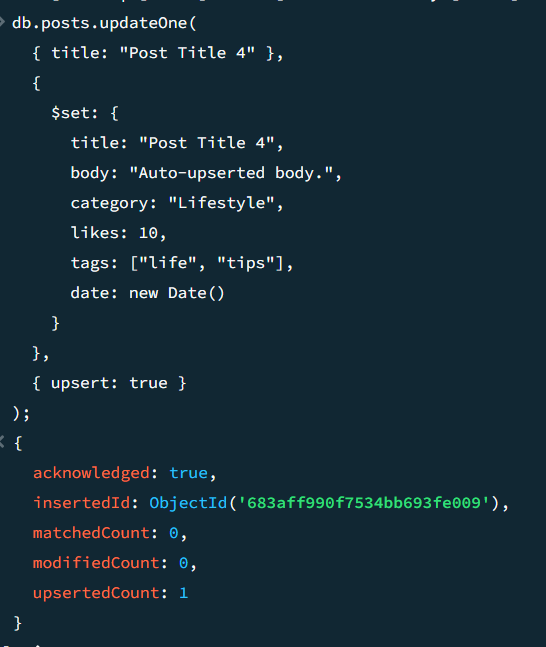 db.posts.updateOne(
{ title: "Post Title 4" },
{
$set: {
title: "Post Title 4",
body: "Auto-upserted body.",
category: "Lifestyle",
likes: 10,
tags: ["life", "tips"],
date: new Date()
}
},
{ upsert: true }
);
{
acknowledged: true,
insertedId: ObjectId('683aff990f7534bb693fe009'),
matchedCount: 0,
modifiedCount: 0,
upsertedCount: 1
}